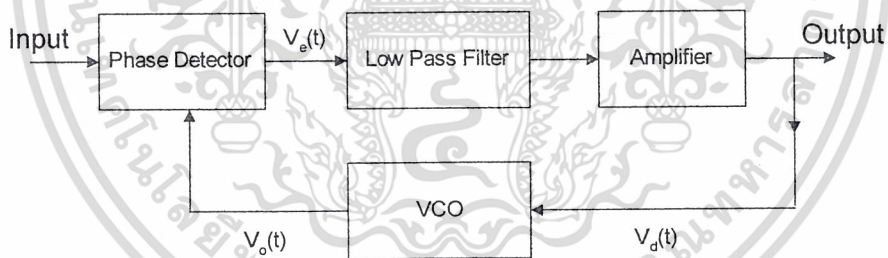 Input
Phase Detector
V_e(t)
Low Pass Filter
Amplifier
Output
VCO
V_o(t)
V_d(t)